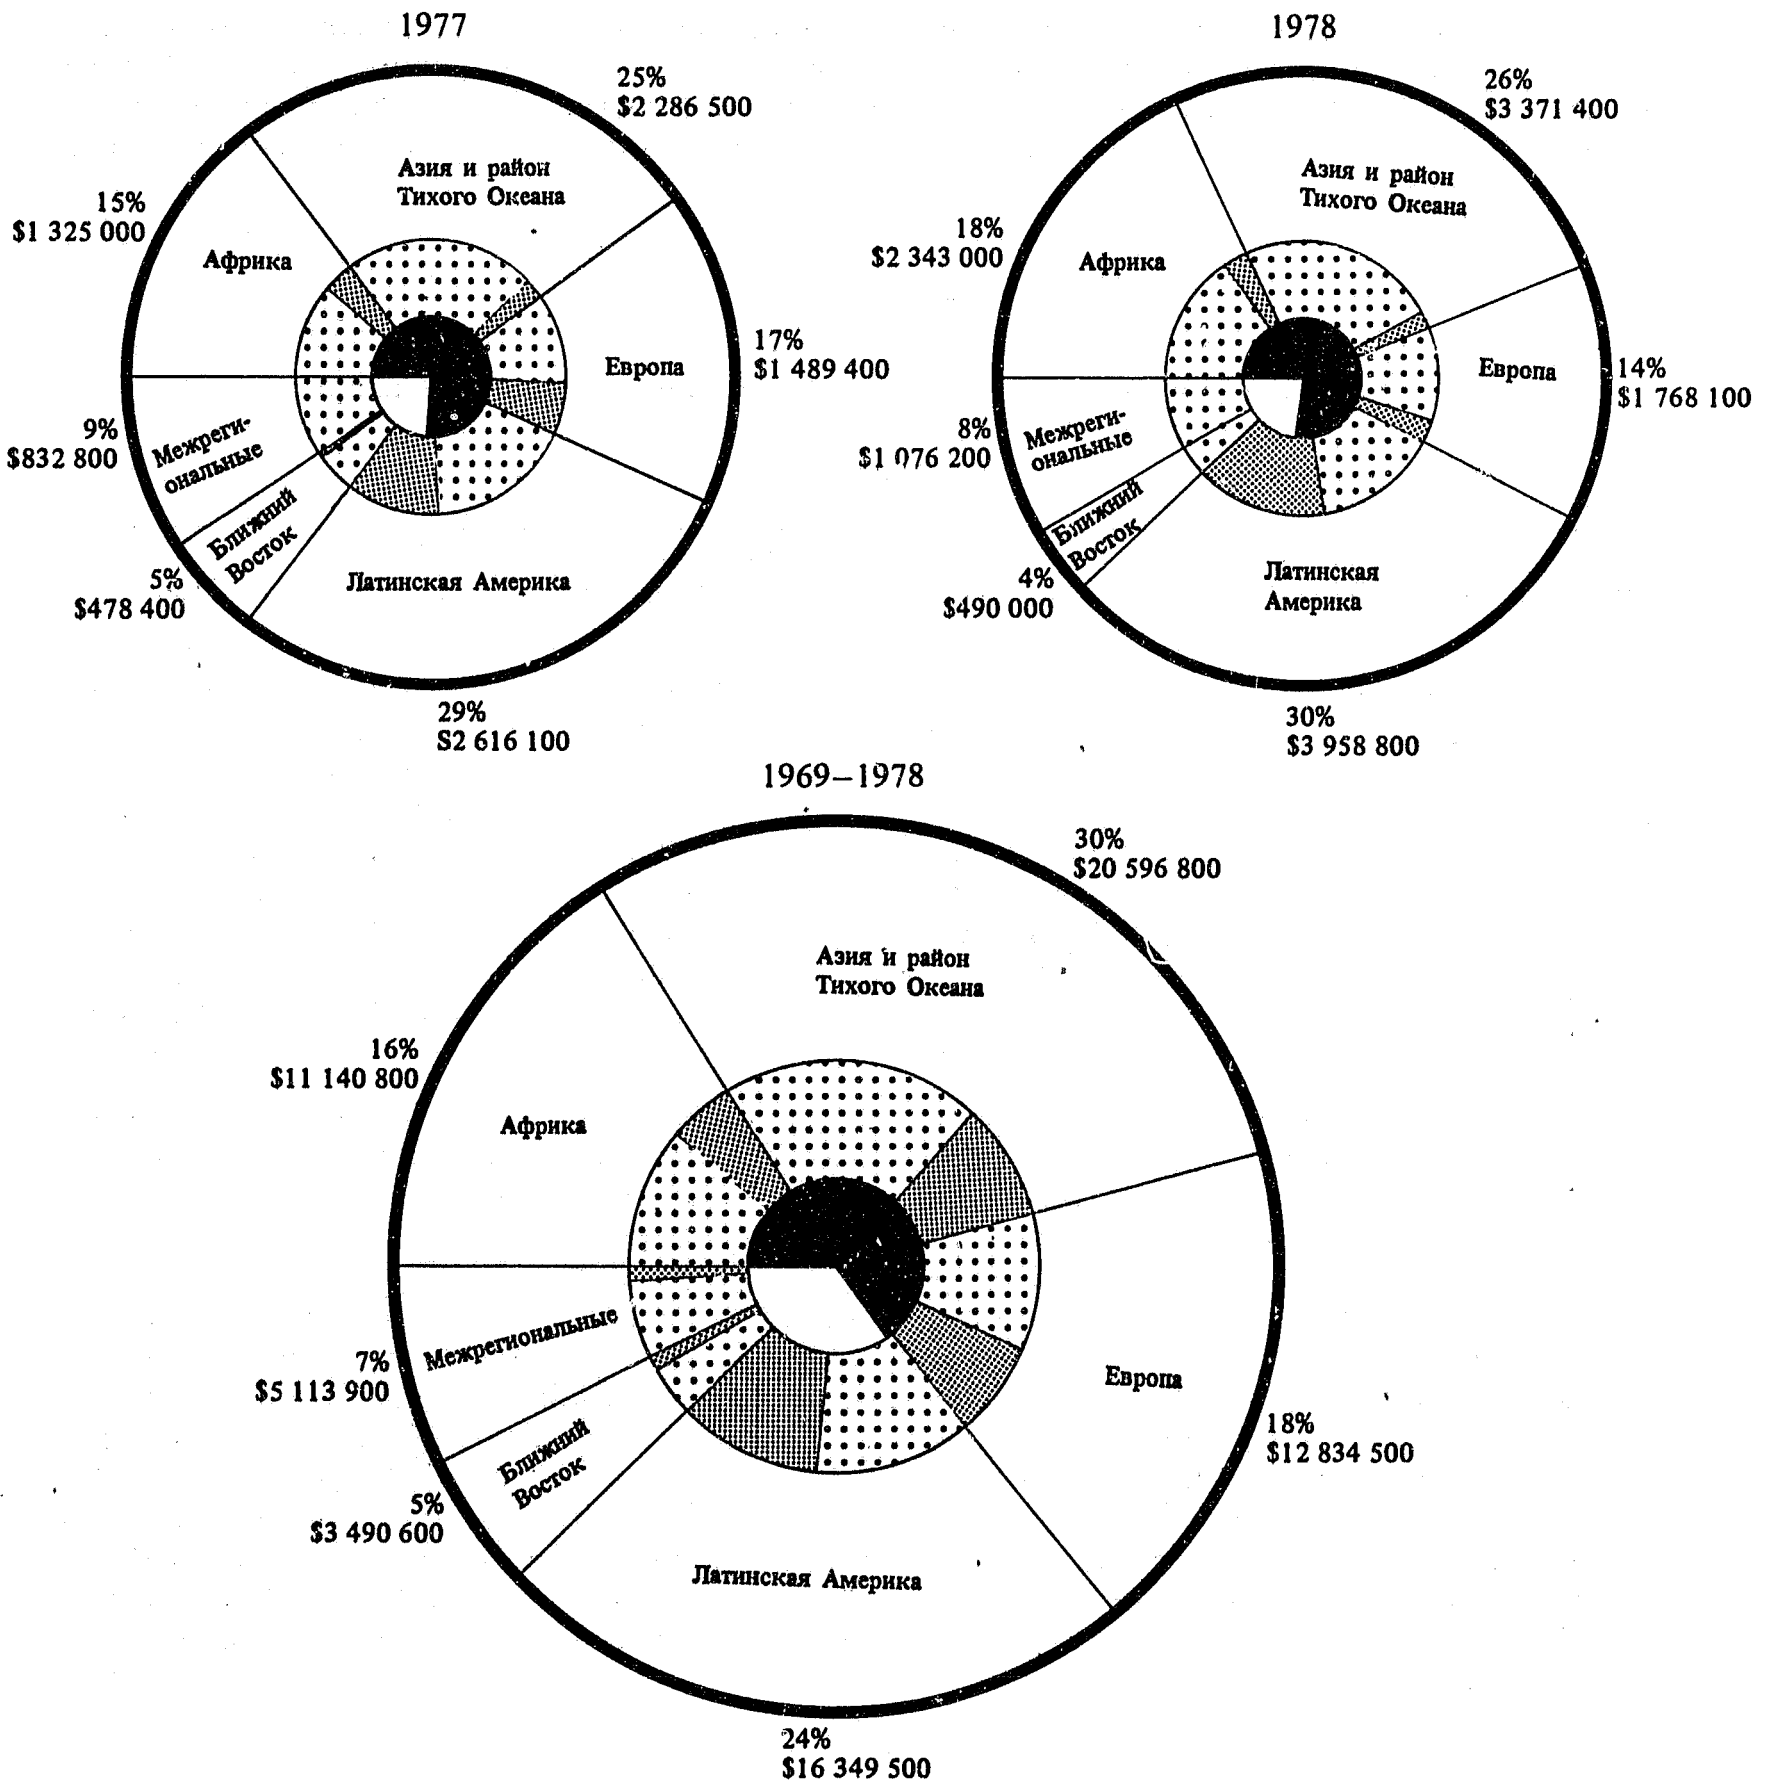 1977
25%
$2 286 500
Азия и район
Тихого Океана
15%
$1 325 000
Африка
17%
$1 489 400
Европа
9%
$832 800
Межреги-
ональные
Ближний
Восток
5%
$478 400
Латинская Америка
29%
$2 616 100
1978
26%
$3 371 400
Азия и район
Тихого Океана
18%
$2 343 000
Африка
14%
$1 768 100
Европа
8%
$1 076 200
Межреги-
ональные
Ближний
Восток
4%
$490 000
Латинская
Америка
30%
$3 958 800
1969–1978
30%
$20 596 800
Азия и район
Тихого Океана
16%
$11 140 800
Африка
Межрегиональные
7%
$5 113 900
Европа
18%
$12 834 500
Ближний
Восток
5%
$3 490 600
Латинская Америка
24%
$16 349 500